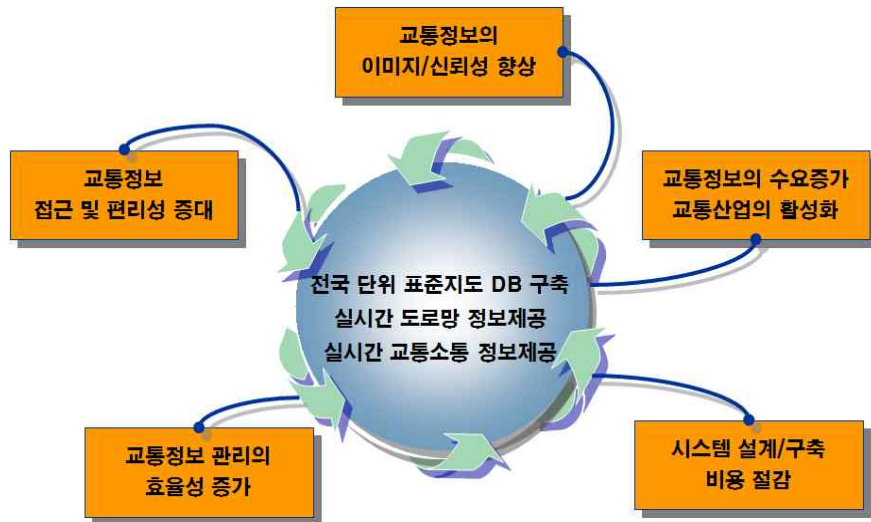 교통정보의
이미지/신뢰성 향상
교통정보
접근 및 편리성 증대
교통정보의 수요증가
교통산업의 활성화
전국 단위 표준지도 DB 구축
실시간 도로망 정보제공
실시간 교통소통 정보제공
교통정보 관리의
효율성 증가
시스템 설계/구축
비용 절감